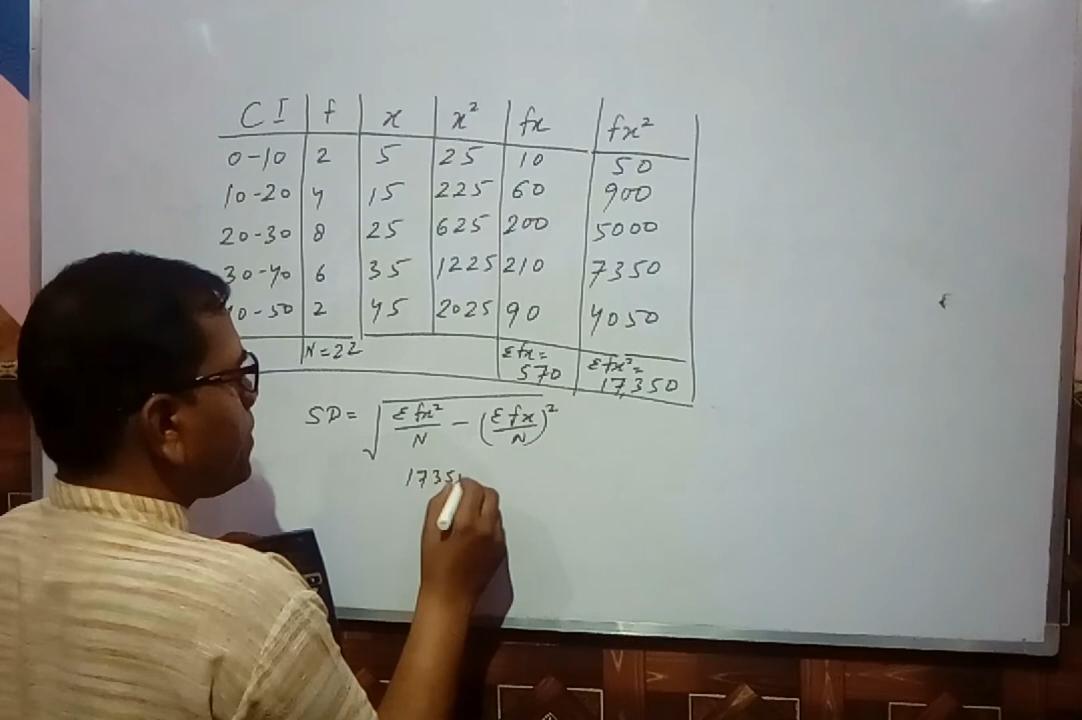 CI f x x² fx fx²
0-10 2 5 25 10 50
10-20 4 15 225 60 900
20-30 8 25 625 200 5000
30-40 6 35 1225 210 7350
0-50 2 45 2025 90 4050
N=22 Σfx= 570 Σfx²= 17,350
SD= √ Σfx²/N - (Σfx/N)²
1735